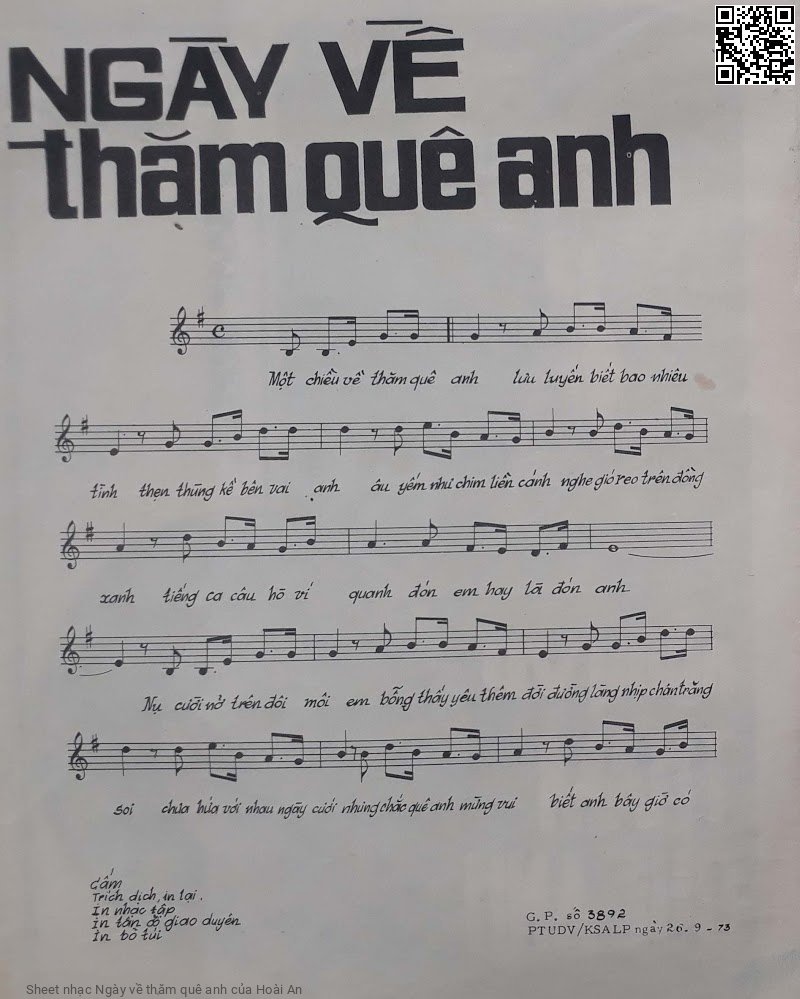 NGÀY VỀ
thăm quê anh
Một chiều về thăm quê anh lưu luyến biết bao nhiêu
tình thẹn thùng kề bên vai anh âu yếm như chim liền cánh nghe gió reo trên đồng
xanh tiếng ca câu hò ví quanh đón em hay là đón anh
Nụ cười nở trên đôi môi em bỗng thấy yêu thêm đời đường làng nhịp chân trăng
soi chưa hứa với nhau ngày cưới nhưng chắc quê anh mừng vui biết anh bây giờ có
Cấm
Trích dịch, in lại.
In nhạc tập
in tân cổ giao duyên
In bỏ túi
G. P. số 3892
PTUDV/KSALP ngày 26. 9 - 73
Sheet nhạc Ngày về thăm quê anh của Hoài An